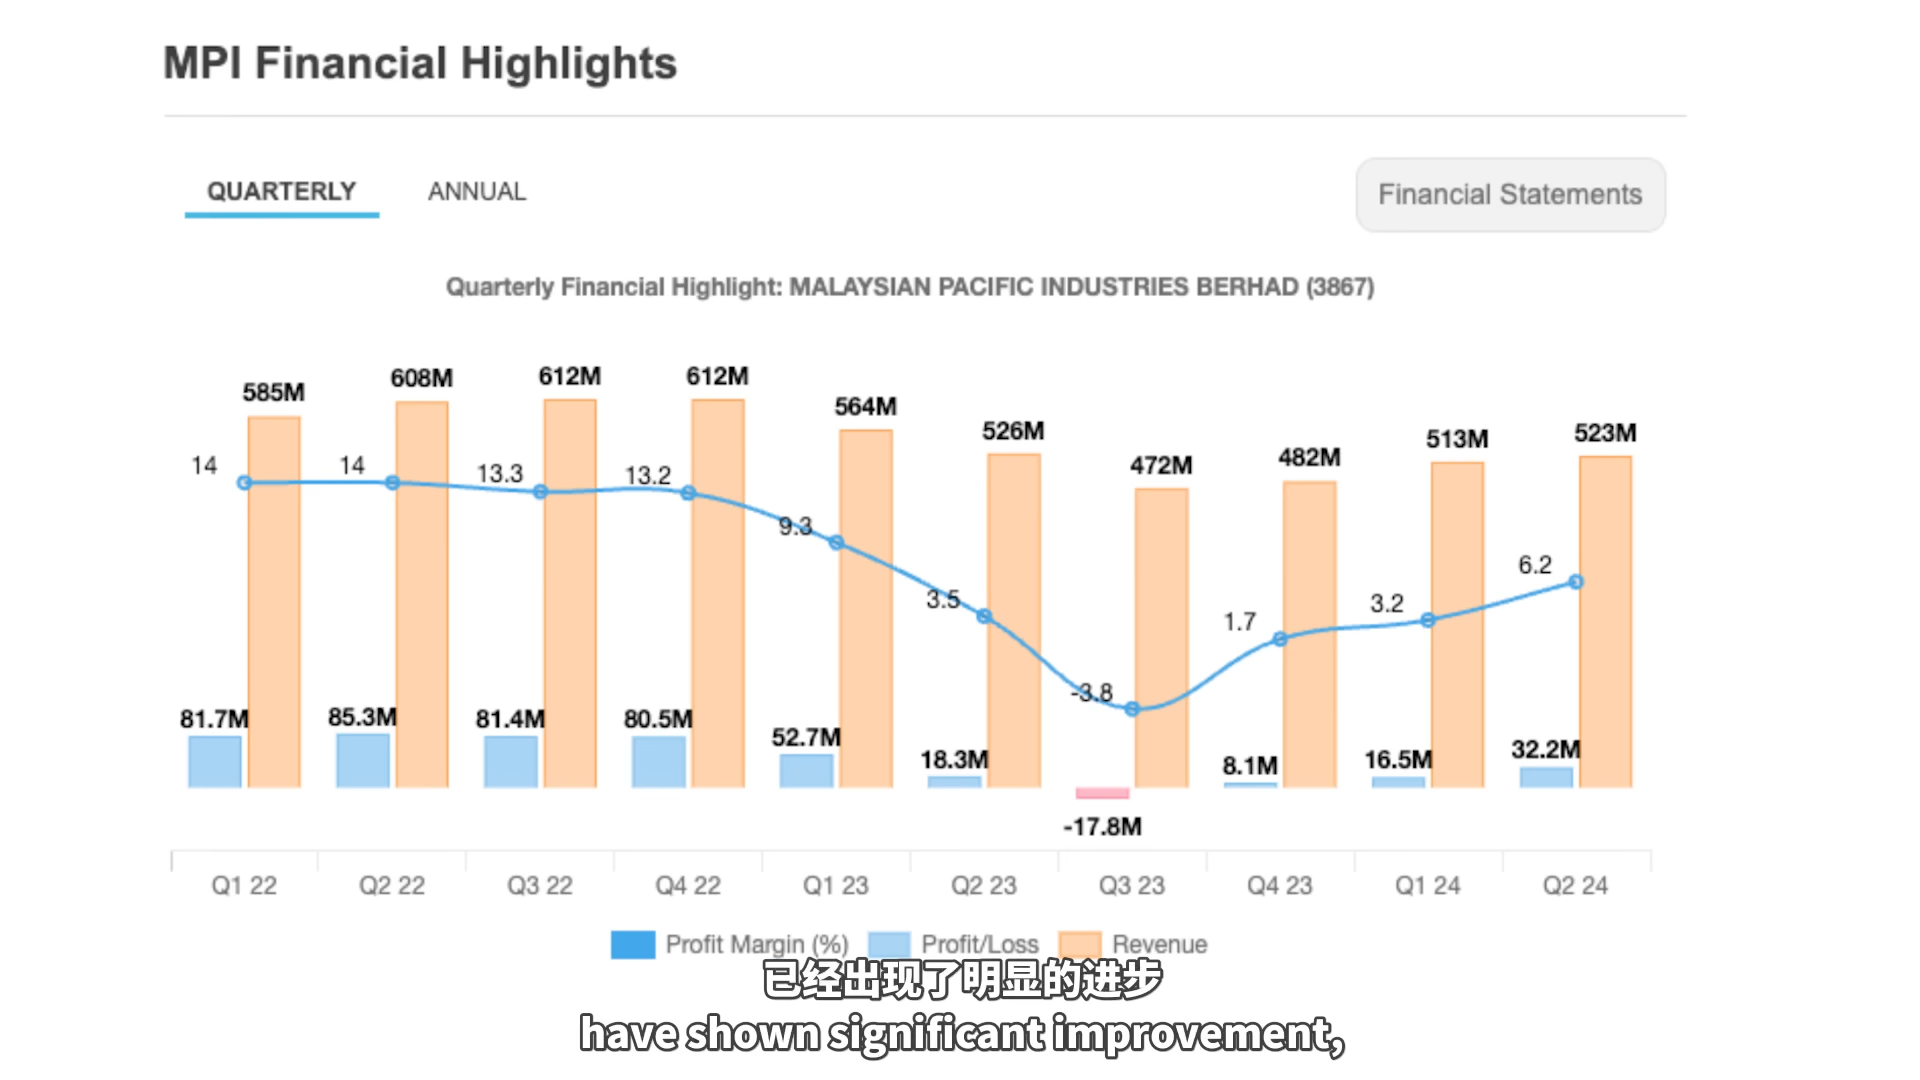 MPI Financial Highlights
QUARTERLY
ANNUAL
Financial Statements
Quarterly Financial Highlight: MALAYSIAN PACIFIC INDUSTRIES BERHAD (3867)
585M
608M
612M
612M
564M
526M
472M
482M
513M
523M
14
14
13.3
13.2
9.3
3.5
-3.8
1.7
3.2
6.2
81.7M
85.3M
81.4M
80.5M
52.7M
18.3M
-17.8M
8.1M
16.5M
32.2M
Q1 22
Q2 22
Q3 22
Q4 22
Q1 23
Q2 23
Q3 23
Q4 23
Q1 24
Q2 24
Profit Margin (%)
Profit/Loss
Revenue
已经出现了明显的进步
have shown significant improvement,